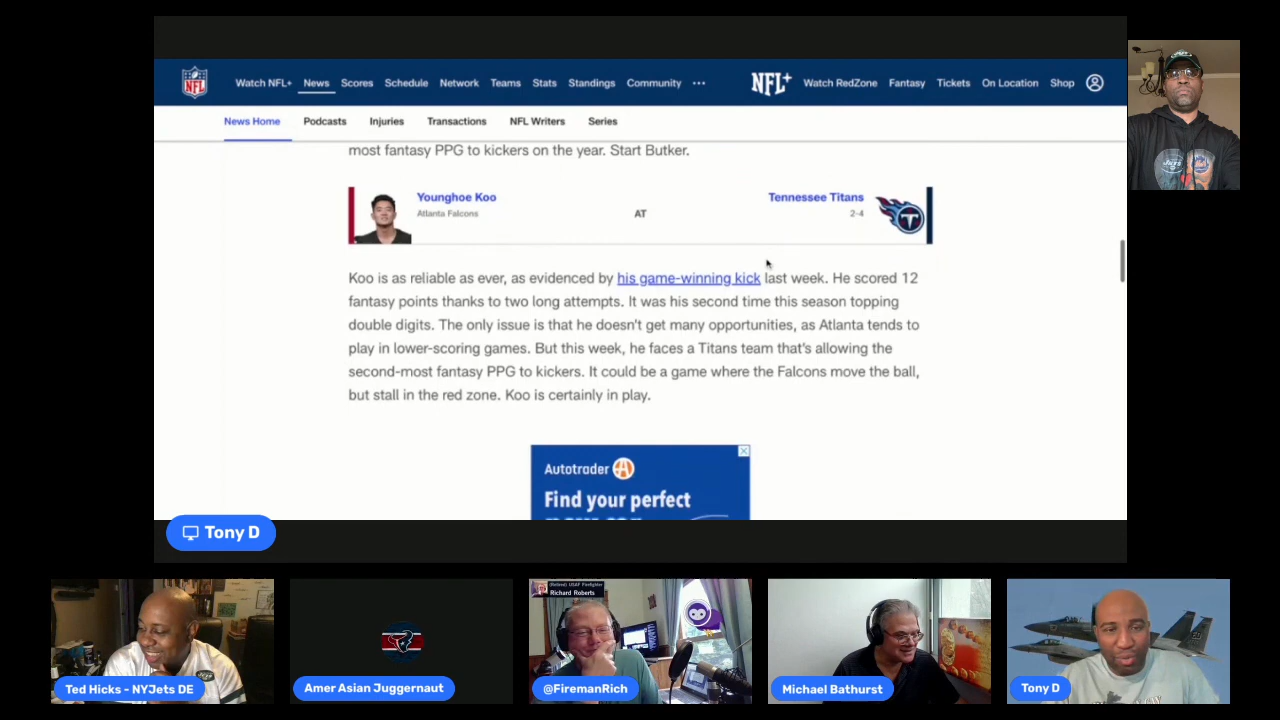 NFL
Watch NFL+ News Scores Schedule Network Teams Stats Standings Community ... NFL+ Watch RedZone Fantasy Tickets On Location Shop
News Home Podcasts Injuries Transactions NFL Writers Series
most fantasy PPG to kickers on the year. Start Butker.
Younghoe Koo
Atlanta Falcons
AT
Tennessee Titans
2-4
T
Koo is as reliable as ever, as evidenced by his game-winning kick last week. He scored 12
fantasy points thanks to two long attempts. It was his second time this season topping
double digits. The only issue is that he doesn't get many opportunities, as Atlanta tends to
play in lower-scoring games. But this week, he faces a Titans team that's allowing the
second-most fantasy PPG to kickers. It could be a game where the Falcons move the ball,
but stall in the red zone. Koo is certainly in play.
Autotrader
Find your perfect
Tony D
(Retired) USAF Firefighter
Richard Roberts
Ted Hicks - NYJets DE
Amer Asian Juggernaut
@FiremanRich
Michael Bathurst
Tony D